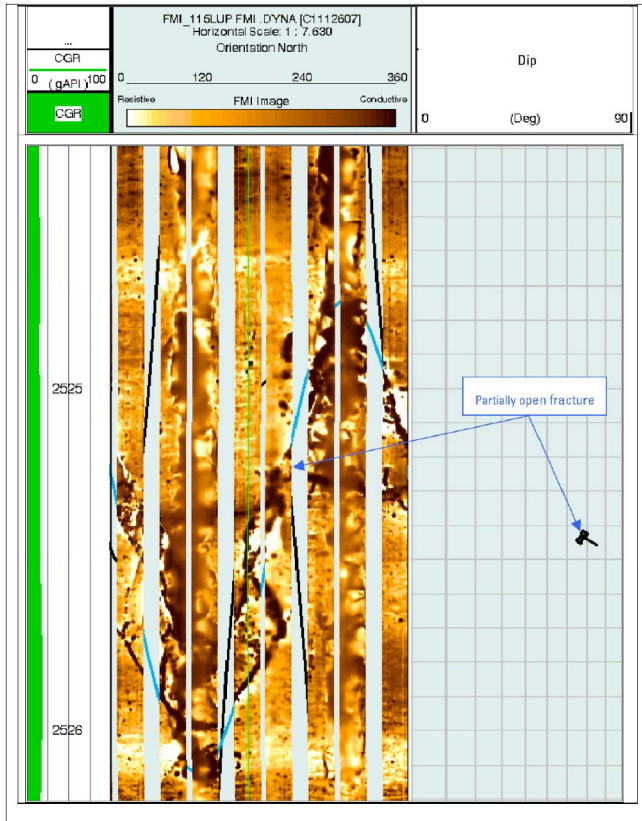 FMI_115LUP FMI .DYNA [C1112607]
Horizontal Scale: 1 : 7.630
Orientation North
...
CGR
0 ( gAPI ) 100
CGR
0 120 240 360
Resistive FMI Image Conductive
Dip
0 (Deg) 90
2525
Partially open fracture
2526